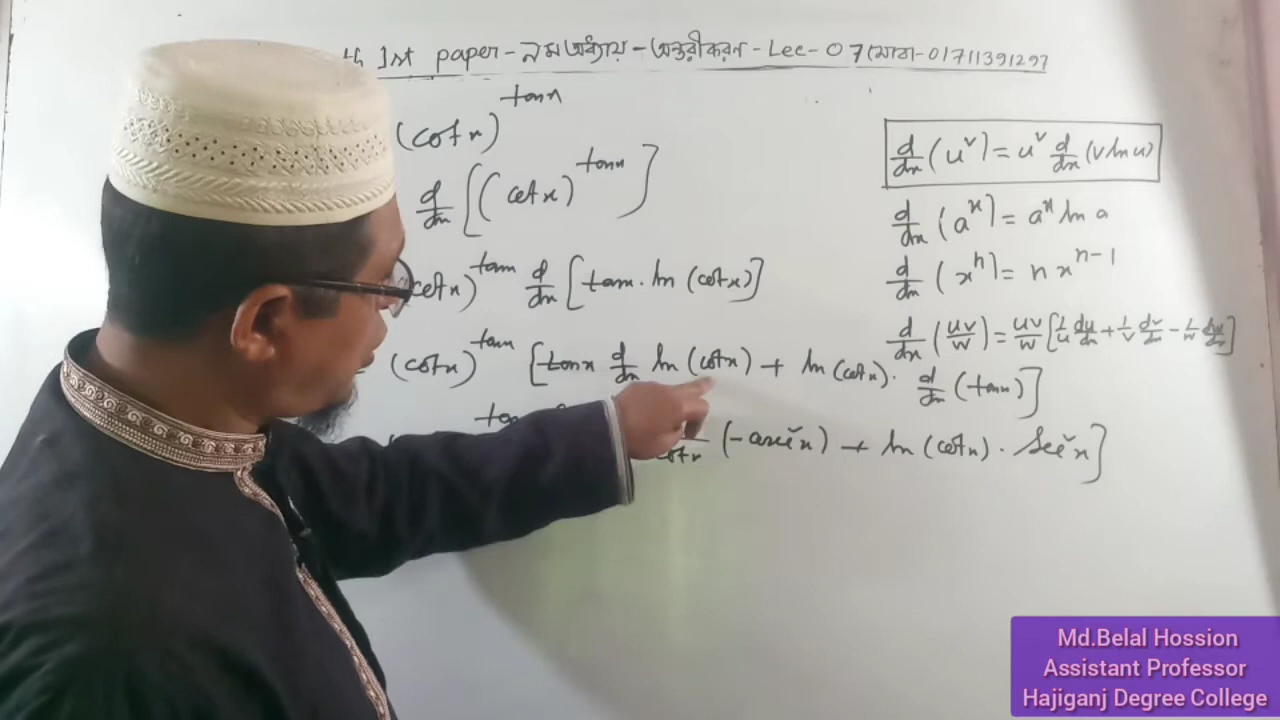 1st paper - নবম অধ্যায় - অন্তরীকরণ - Lec - 07 (মোবা - 01711391297
(cotx)^tanx
d/dx [(cotx)^tanx]
(cotx)^tanx d/dx [tanx. ln (cotx)]
(cotx)^tanx [tanx d/dx ln (cotx) + ln (cotx). d/dx (tanx)]
(-cosec²x) + ln (cotx) . Sec²x]
d/dx (u^v) = u^v d/dx (v ln u)
d/dx (a^x) = a^x ln a
d/dx (x^n) = n x^n-1
d/dx (uv/w) = uv/w [1/u du/dx + 1/v dv/dx - 1/w dw/dx]
Md.Belal Hossion
Assistant Professor
Hajiganj Degree College